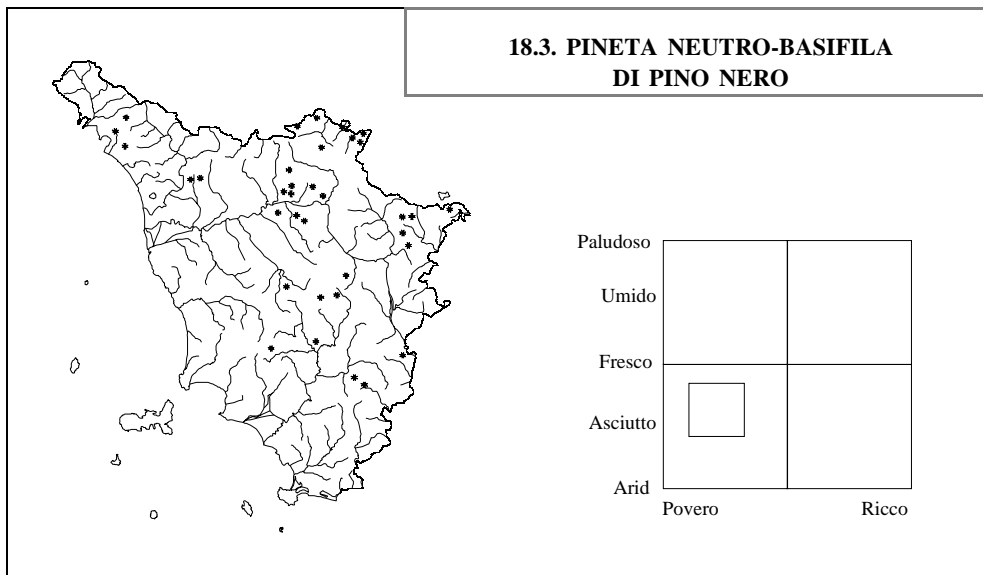 18.3. PINETA NEUTRO-BASIFILA
DI PINO NERO
Paludoso
Umido
Fresco
Asciutto
Arid
Povero Ricco